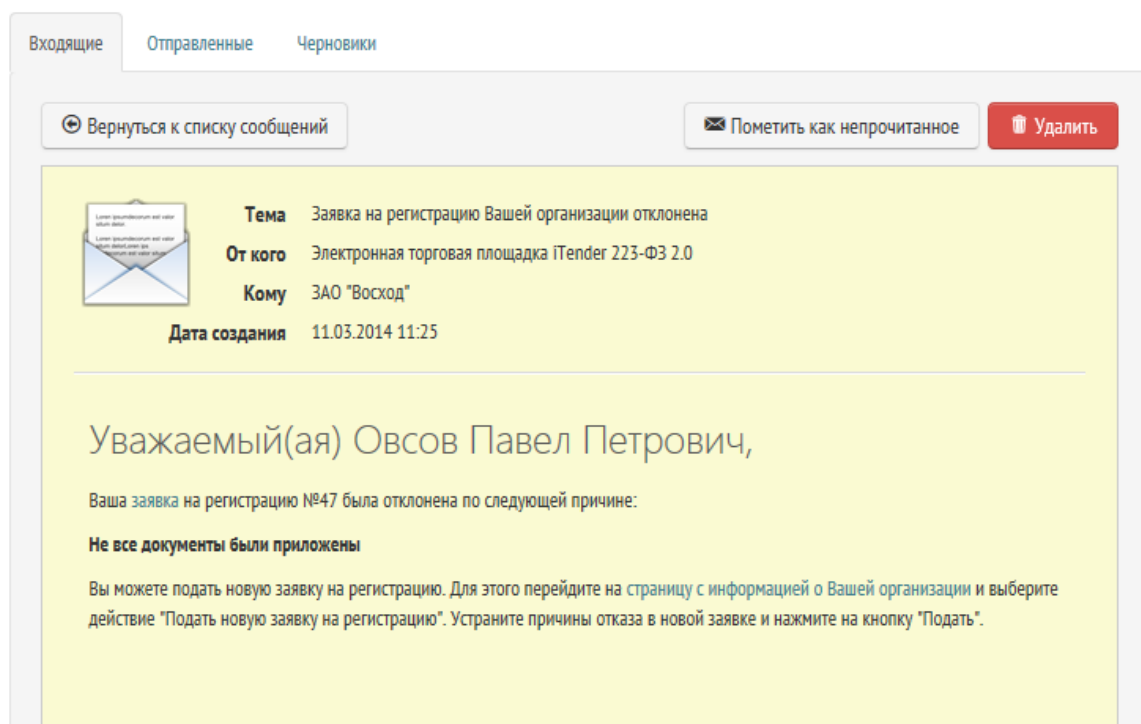 Входящие Отправленные Черновики
Вернуться к списку сообщений Пометить как непрочитанное Удалить
Тема Заявка на регистрацию Вашей организации отклонена
От кого Электронная торговая площадка iTender 223-ФЗ 2.0
Кому ЗАО "Восход"
Дата создания 11.03.2014 11:25
Уважаемый(ая) Овсов Павел Петрович,
Ваша заявка на регистрацию №47 была отклонена по следующей причине:
Не все документы были приложены
Вы можете подать новую заявку на регистрацию. Для этого перейдите на страницу с информацией о Вашей организации и выберите
действие "Подать новую заявку на регистрацию". Устраните причины отказа в новой заявке и нажмите на кнопку "Подать".